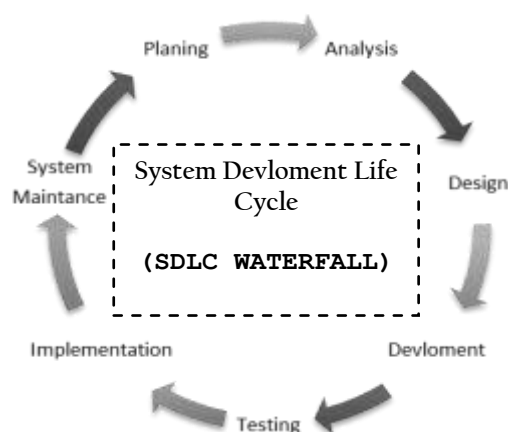 Planing
Analysis
System Devloment Life
Cycle
(SDLC WATERFALL)
System
Maintance
Design
Implementation
Devloment
Testing